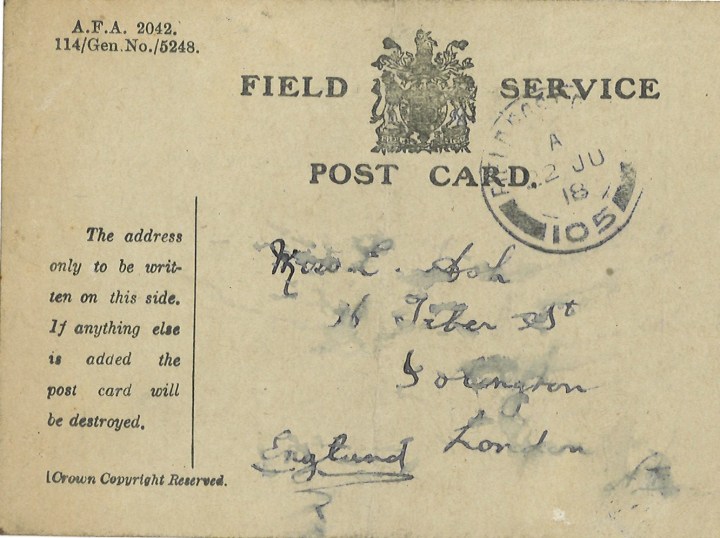 A.F.A. 2042.
114/Gen.No./5248.
FIELD SERVICE
POST CARD.
A
22 JU
18
105
The address
only to be writ-
ten on this side.
If anything else
is added the
post card will
be destroyed.
(Crown Copyright Reserved.
Miss E. Ash
Tiber St
London
England